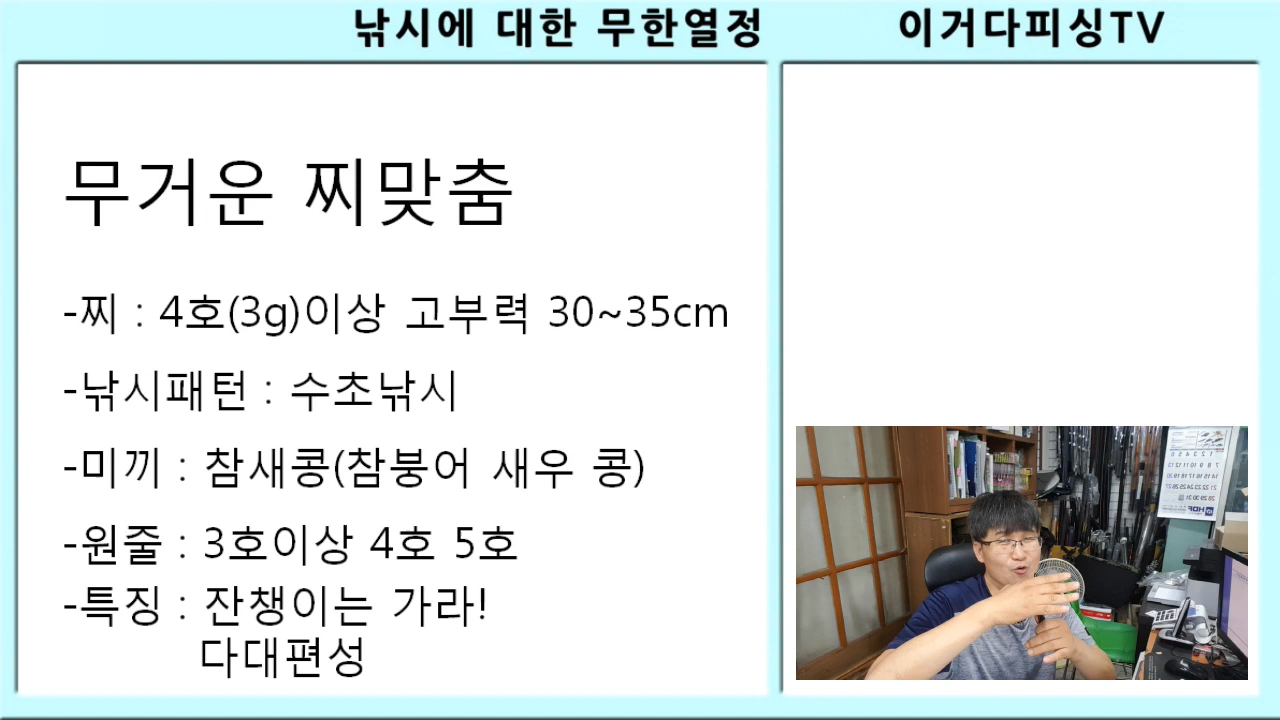 낚시에 대한 무한열정 이거다피싱TV
무거운 찌맞춤
-찌 : 4호(3g)이상 고부력 30~35cm
-낚시패턴 : 수초낚시
-미끼 : 참새콩(참붕어 새우 콩)
-원줄 : 3호이상 4호 5호
-특징 : 잔챙이는 가라!
다대편성